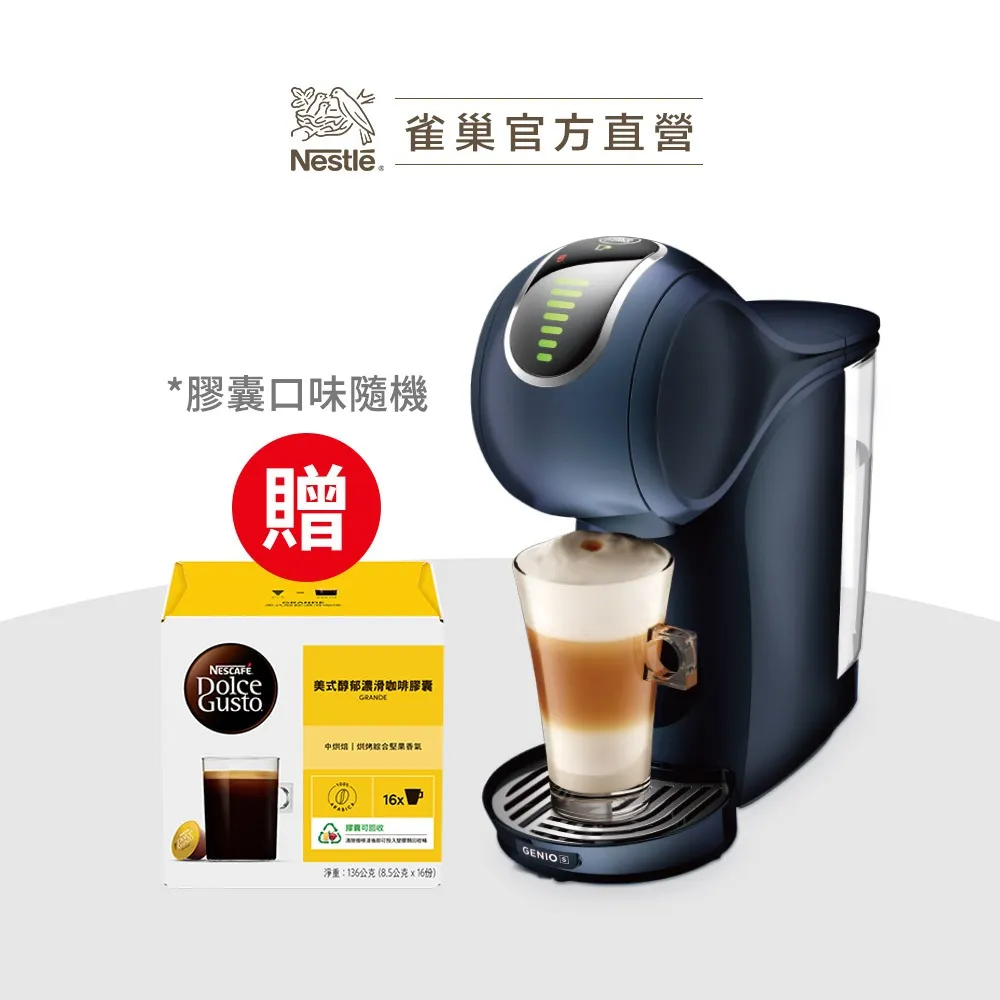 Nestlé®
雀巢官方直營
*膠囊口味隨機
贈
GRANDE
NESCAFÉ
Dolce
Gusto
美式醇郁濃滑咖啡膠囊
GRANDE
中烘焙|烘烤綜合堅果香氣
100%
ARABICA
16x
膠囊可回收
淨重:136公克 (8.5公克 x 16份)
GENIO S